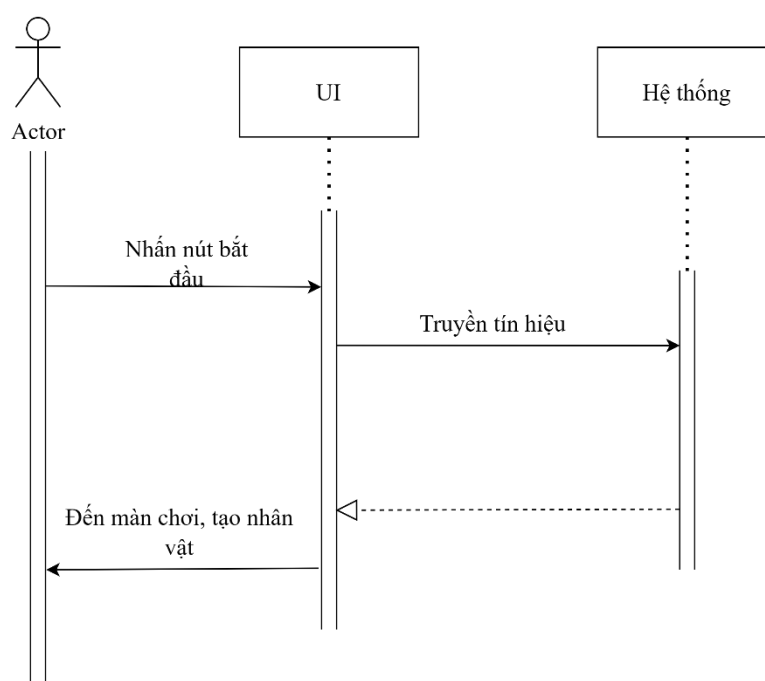 Actor
UI
Hệ thống
Nhấn nút bắt
đầu
Truyền tín hiệu
Đến màn chơi, tạo nhân
vật